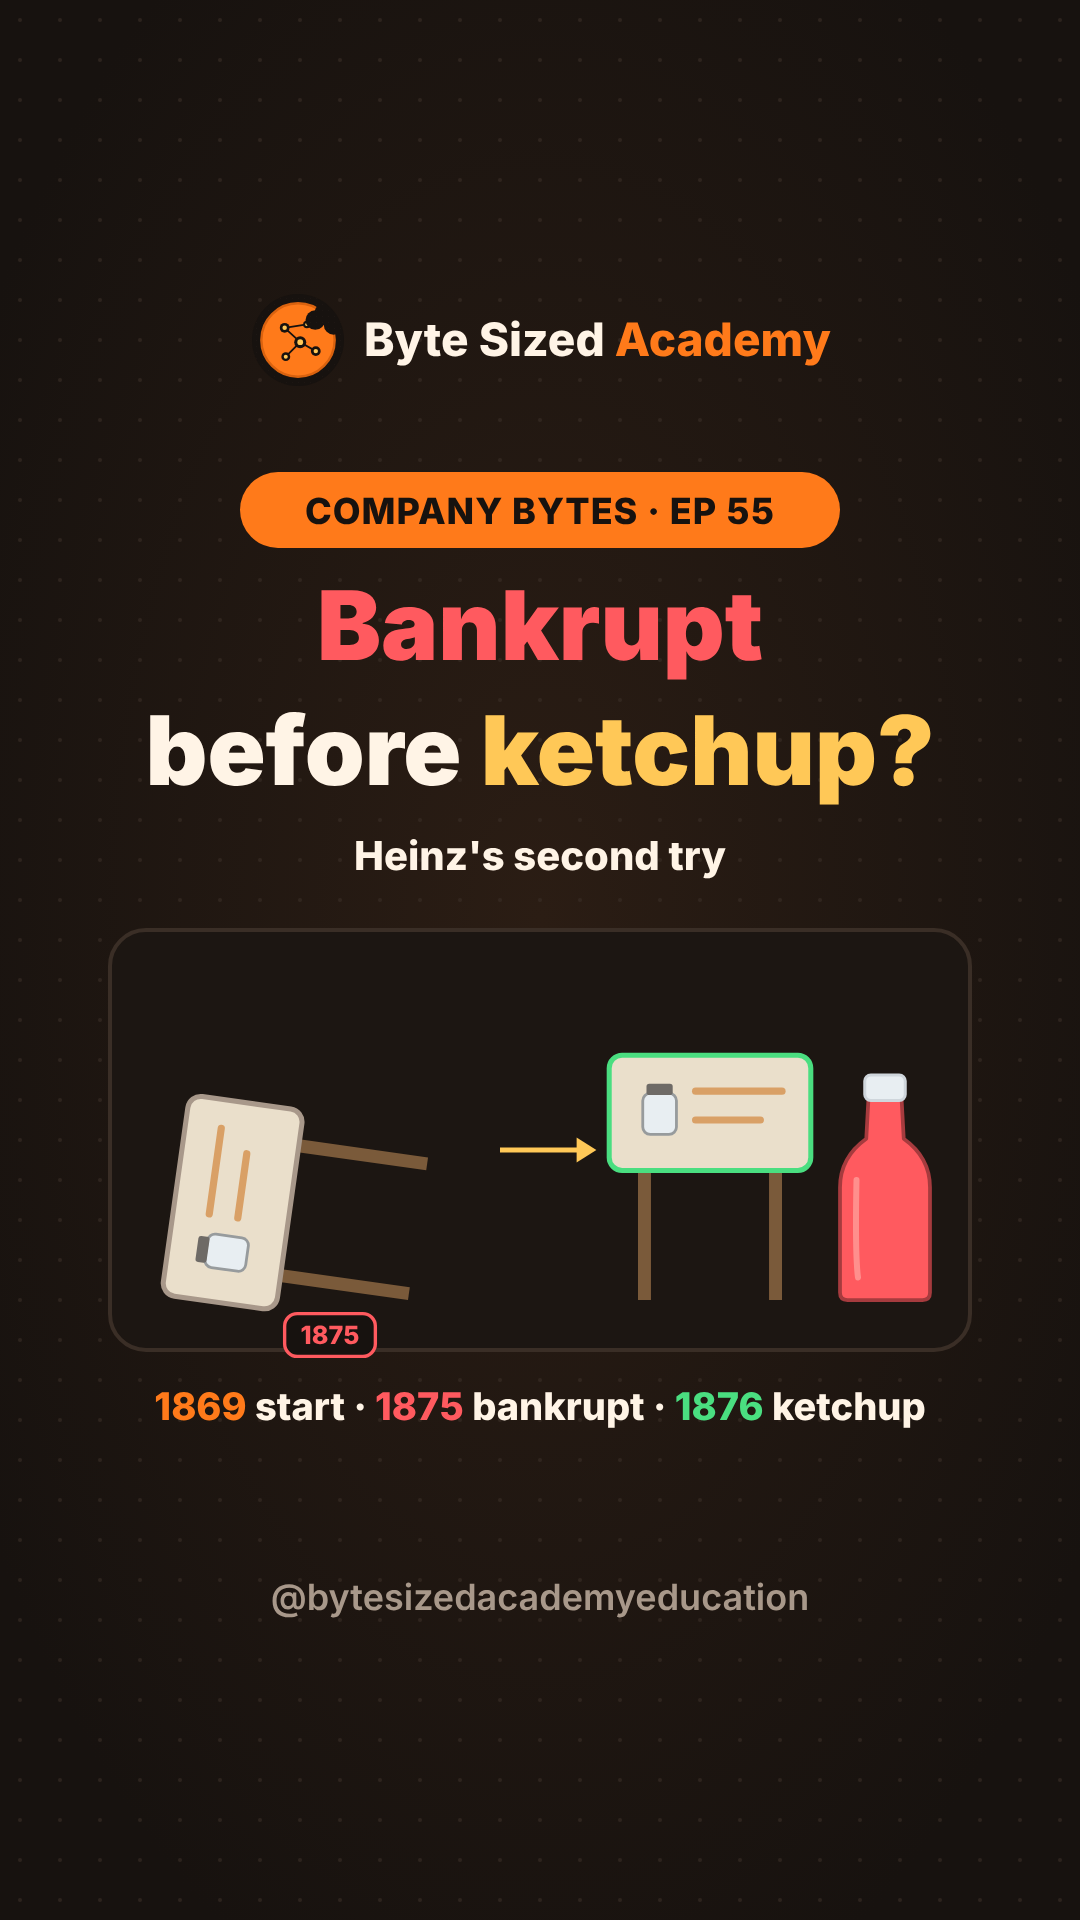 Byte Sized Academy
COMPANY BYTES · EP 55
Bankrupt
before ketchup?
Heinz's second try
1875
1869 start · 1875 bankrupt · 1876 ketchup
@bytesizedacademyeducation